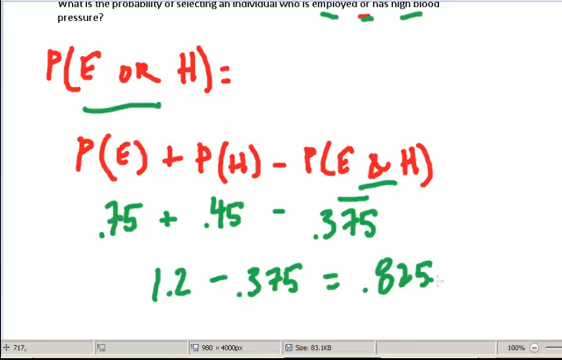 What is the probability of selecting an individual who is employed or has high blood
pressure?
P(E OR H)=
P(E) + P(H) - P(E & H)
.75 + .45 - .375
1.2 - .375 = .825
717,
980 × 4000px
Size: 83.1KB
100%